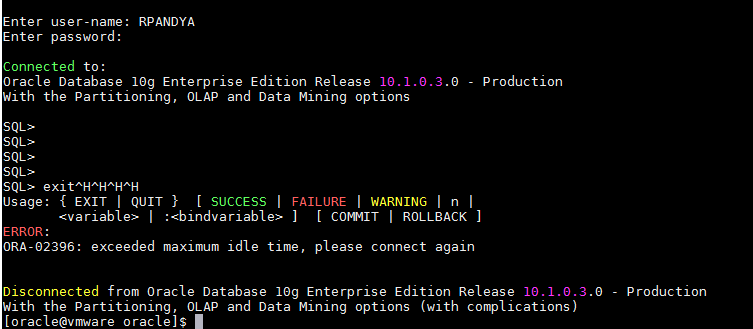 Enter user-name: RPANDYA
Enter password:
Connected to:
Oracle Database 10g Enterprise Edition Release 10.1.0.3.0 - Production
With the Partitioning, OLAP and Data Mining options
SQL>
SQL>
SQL>
SQL>
SQL> exit^H^H^H^H
Usage: { EXIT | QUIT }  [ SUCCESS | FAILURE | WARNING | n |
       <variable> | :<bindvariable> ]  [ COMMIT | ROLLBACK ]
ERROR:
ORA-02396: exceeded maximum idle time, please connect again
Disconnected from Oracle Database 10g Enterprise Edition Release 10.1.0.3.0 - Production
With the Partitioning, OLAP and Data Mining options (with complications)
[oracle@vmware oracle]$